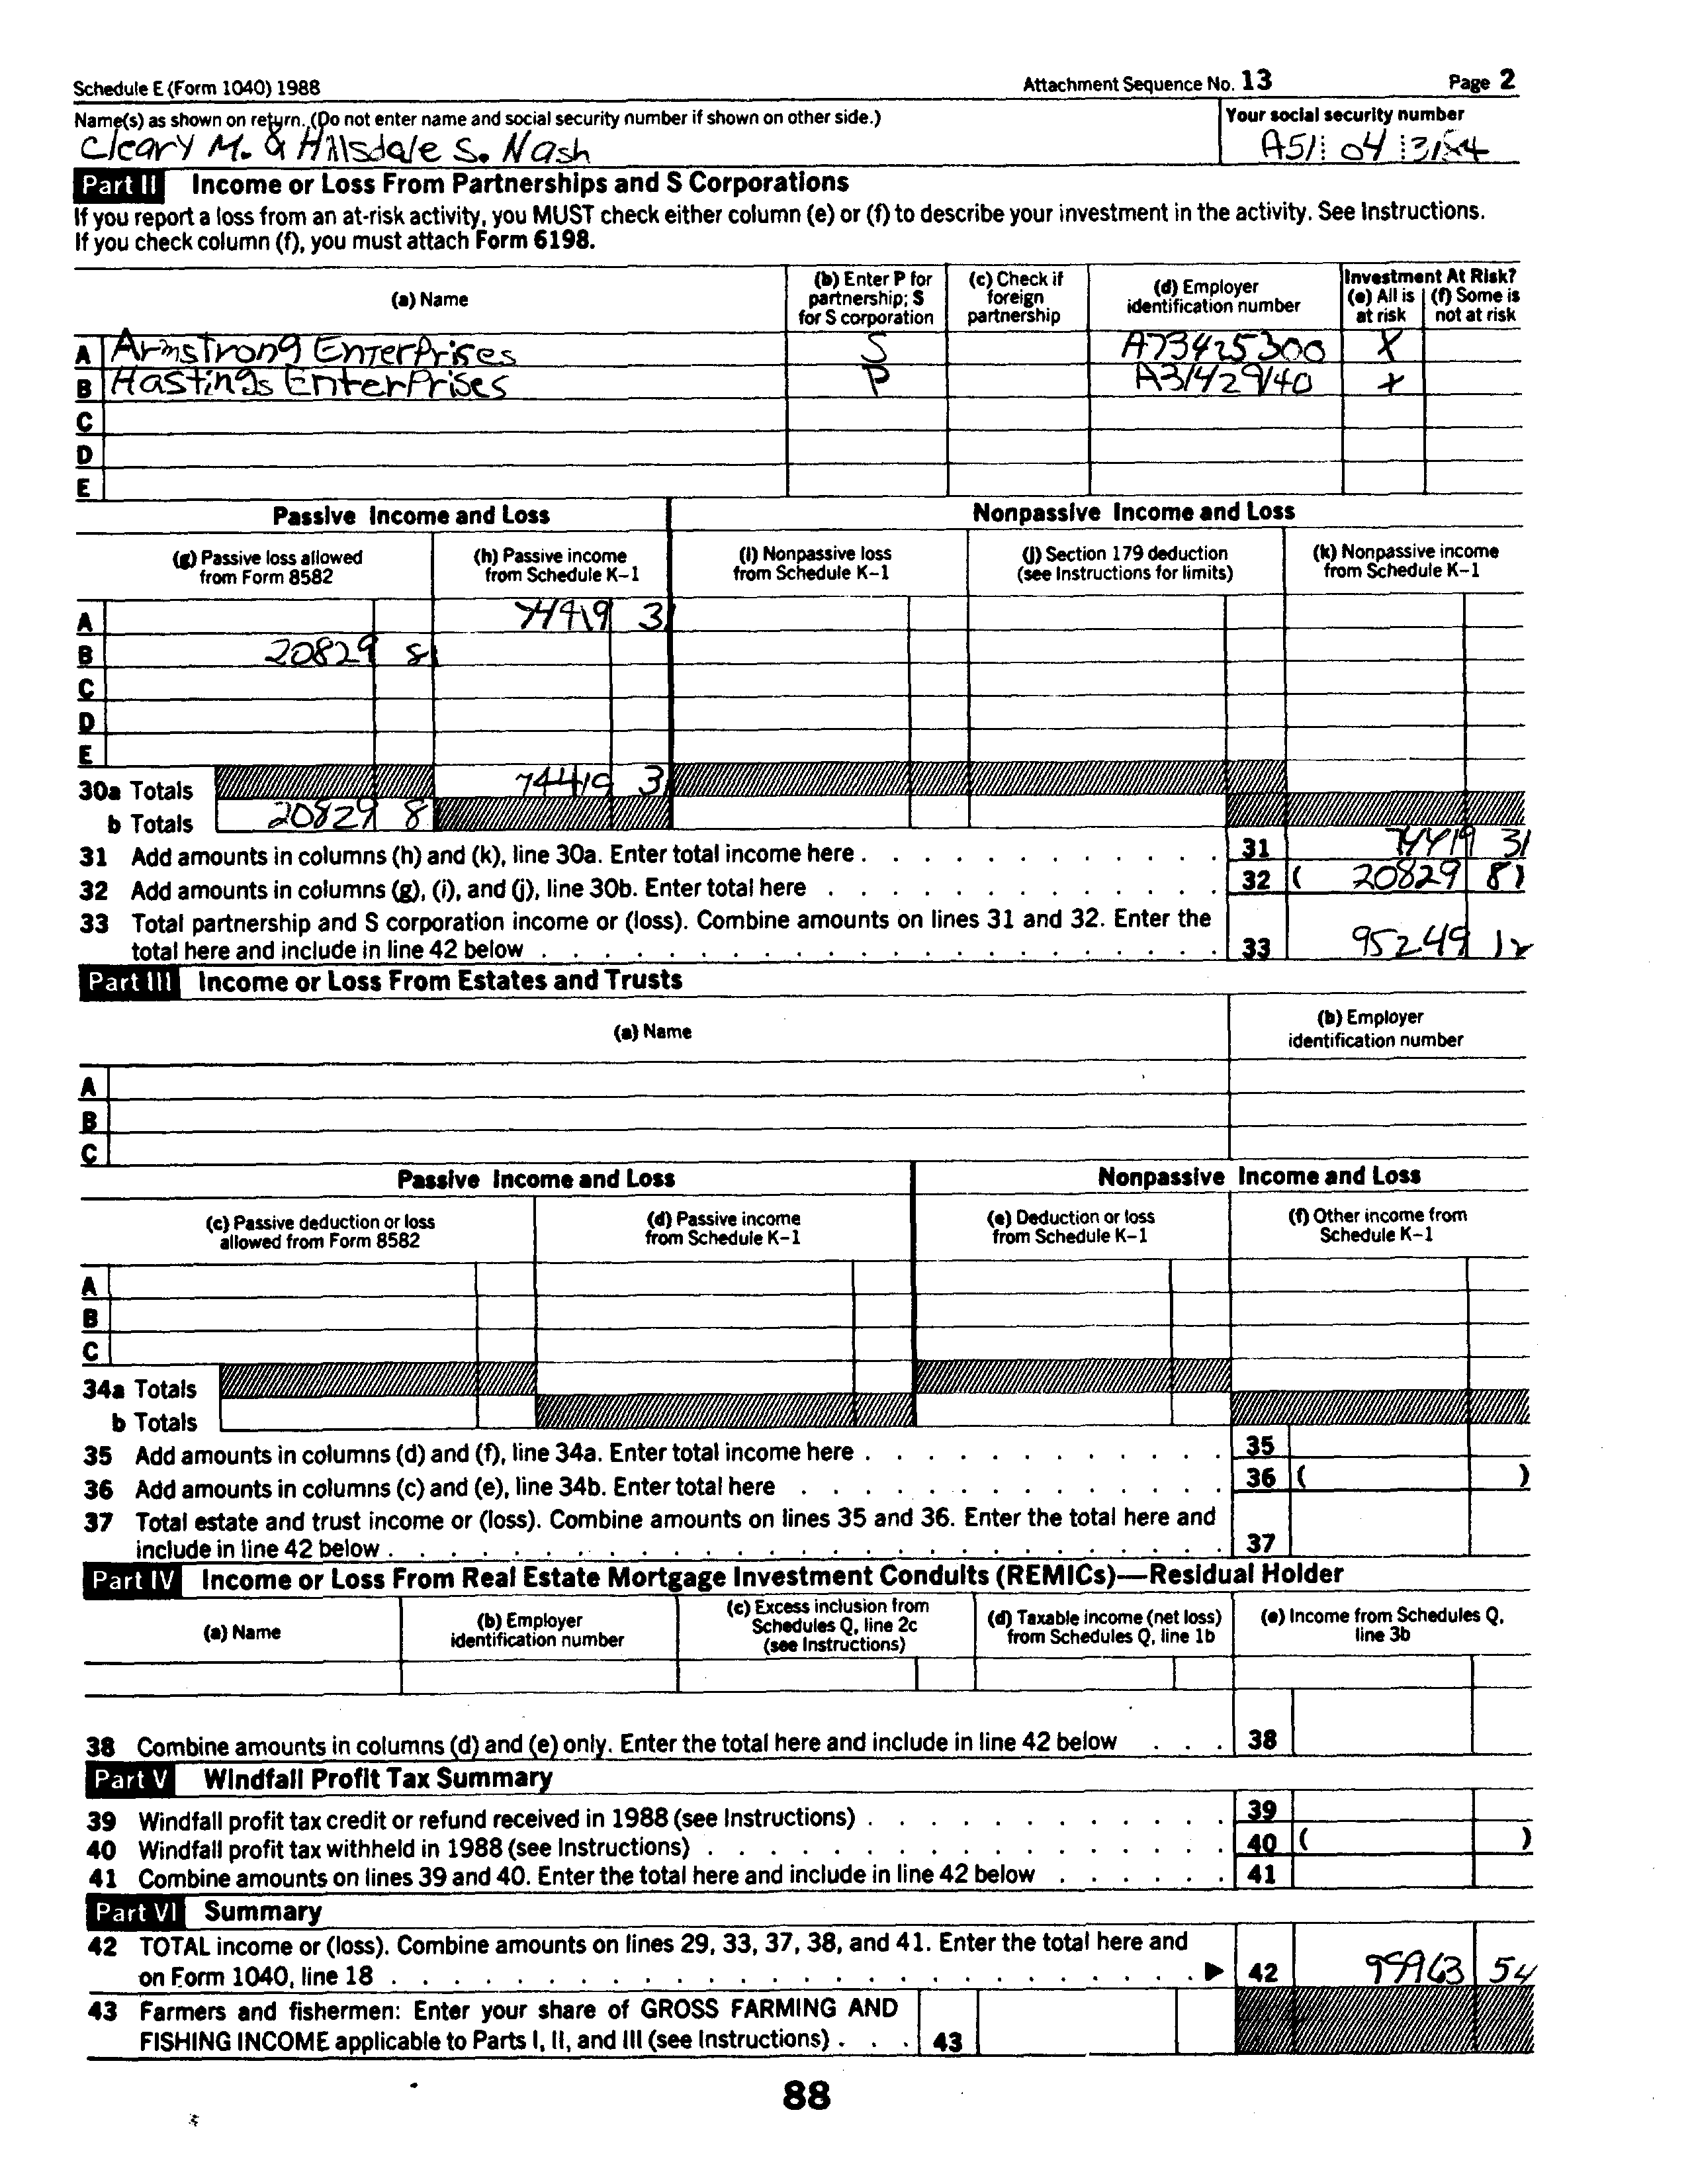 Schedule E (Form 1040) 1988 Attachment Sequence No. 13 Page 2
Name(s) as shown on return. (Do not enter name and social security number if shown on other side.) Your social security number
Cleary M. & Hillsdale S. Nash A51 04 3184
Part II Income or Loss From Partnerships and S Corporations
If you report a loss from an at-risk activity, you MUST check either column (e) or (f) to describe your investment in the activity. See Instructions.
If you check column (f), you must attach Form 6198.
(a) Name
(b) Enter P for partnership; S for S corporation
(c) Check if foreign partnership
(d) Employer identification number
Investment At Risk?
(e) All is at risk
(f) Some is not at risk
A Armstrong Enterprises S A73425300 X
B Hastings Enterprises P A31429140 X
C
D
E
Passive Income and Loss Nonpassive Income and Loss
(g) Passive loss allowed from Form 8582
(h) Passive income from Schedule K-1
(i) Nonpassive loss from Schedule K-1
(j) Section 179 deduction (see Instructions for limits)
(k) Nonpassive income from Schedule K-1
A 74419 3
B 20829 8
C
D
E
30a Totals 74419 3
b Totals 20829 8
31 Add amounts in columns (h) and (k), line 30a. Enter total income here 31 74419 31
32 Add amounts in columns (g), (i), and (j), line 30b. Enter total here 32 ( 20829 8)
33 Total partnership and S corporation income or (loss). Combine amounts on lines 31 and 32. Enter the
total here and include in line 42 below 33 95249 12
Part III Income or Loss From Estates and Trusts
(a) Name
(b) Employer identification number
A
B
C
Passive Income and Loss Nonpassive Income and Loss
(c) Passive deduction or loss allowed from Form 8582
(d) Passive income from Schedule K-1
(e) Deduction or loss from Schedule K-1
(f) Other income from Schedule K-1
A
B
C
34a Totals
b Totals
35 Add amounts in columns (d) and (f), line 34a. Enter total income here 35
36 Add amounts in columns (c) and (e), line 34b. Enter total here 36 ( )
37 Total estate and trust income or (loss). Combine amounts on lines 35 and 36. Enter the total here and
include in line 42 below 37
Part IV Income or Loss From Real Estate Mortgage Investment Conduits (REMICs)—Residual Holder
(a) Name
(b) Employer identification number
(c) Excess inclusion from Schedules Q, line 2c (see Instructions)
(d) Taxable income (net loss) from Schedules Q, line 1b
(e) Income from Schedules Q, line 3b
38 Combine amounts in columns (d) and (e) only. Enter the total here and include in line 42 below 38
Part V Windfall Profit Tax Summary
39 Windfall profit tax credit or refund received in 1988 (see Instructions) 39
40 Windfall profit tax withheld in 1988 (see Instructions) 40 ( )
41 Combine amounts on lines 39 and 40. Enter the total here and include in line 42 below 41
Part VI Summary
42 TOTAL income or (loss). Combine amounts on lines 29, 33, 37, 38, and 41. Enter the total here and
on Form 1040, line 18 42 99963 54
43 Farmers and fishermen: Enter your share of GROSS FARMING AND
FISHING INCOME applicable to Parts I, II, and III (see Instructions) 43
88